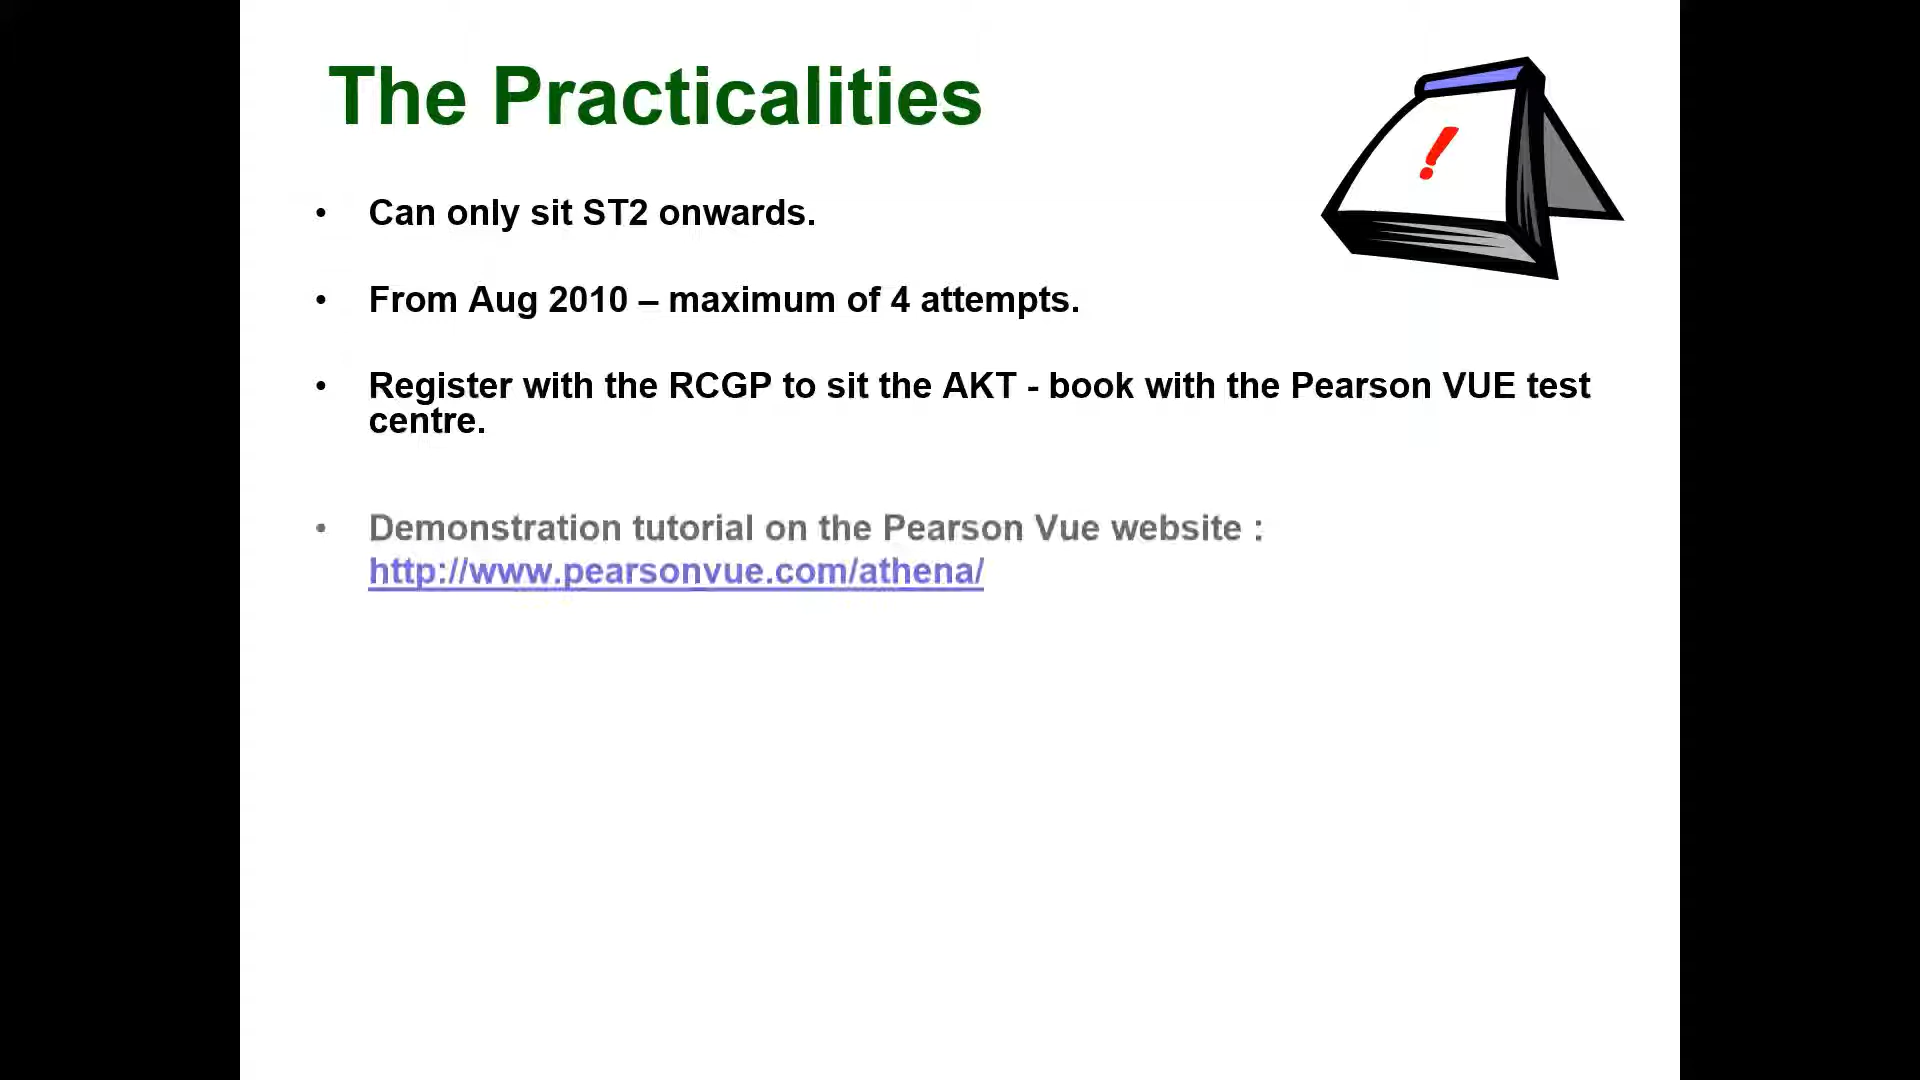 The Practicalities
!
• Can only sit ST2 onwards.
• From Aug 2010 – maximum of 4 attempts.
• Register with the RCGP to sit the AKT - book with the Pearson VUE test
centre.
• Demonstration tutorial on the Pearson Vue website :
http://www.pearsonvue.com/athena/